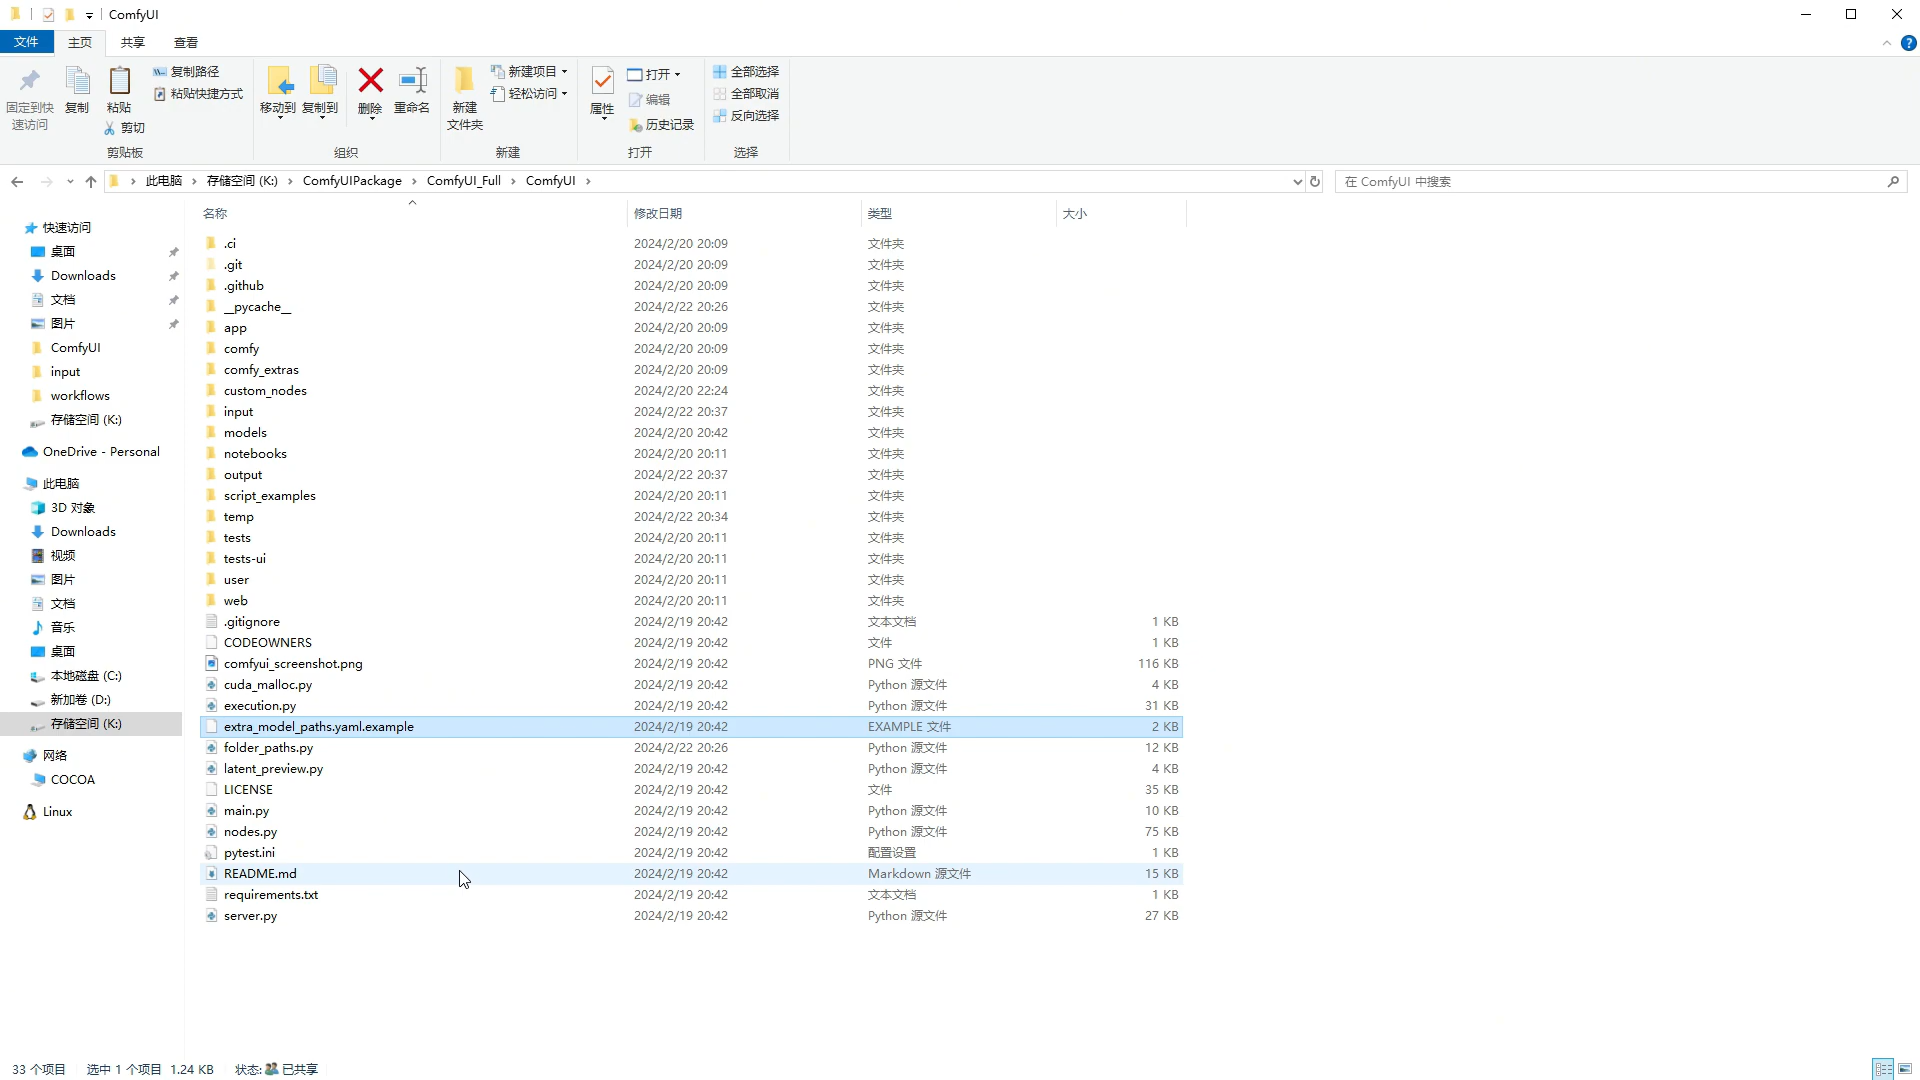 ComfyUI
文件 主页 共享 查看
固定到快速访问 复制 粘贴 复制路径 粘贴快捷方式 剪切 移动到 复制到 删除 重命名 新建文件夹 新建项目 轻松访问 属性 打开 编辑 历史记录 全部选择 全部取消 反向选择
剪贴板 组织 新建 打开 选择
此电脑 存储空间 (K:) ComfyUIPackage ComfyUI_Full ComfyUI
在 ComfyUI 中搜索
快速访问
桌面
Downloads
文档
图片
ComfyUI
input
workflows
存储空间 (K:)
OneDrive - Personal
此电脑
3D 对象
Downloads
视频
图片
文档
音乐
桌面
本地磁盘 (C:)
新加卷 (D:)
存储空间 (K:)
网络
COCOA
Linux
名称 修改日期 类型 大小
.ci 2024/2/20 20:09 文件夹
.git 2024/2/20 20:09 文件夹
.github 2024/2/20 20:09 文件夹
__pycache__ 2024/2/22 20:26 文件夹
app 2024/2/20 20:09 文件夹
comfy 2024/2/20 20:09 文件夹
comfy_extras 2024/2/20 20:09 文件夹
custom_nodes 2024/2/20 22:24 文件夹
input 2024/2/22 20:37 文件夹
models 2024/2/20 20:42 文件夹
notebooks 2024/2/20 20:11 文件夹
output 2024/2/22 20:37 文件夹
script_examples 2024/2/20 20:11 文件夹
temp 2024/2/22 20:34 文件夹
tests 2024/2/20 20:11 文件夹
tests-ui 2024/2/20 20:11 文件夹
user 2024/2/20 20:11 文件夹
web 2024/2/20 20:11 文件夹
.gitignore 2024/2/19 20:42 文本文档 1 KB
CODEOWNERS 2024/2/19 20:42 文件 1 KB
comfyui_screenshot.png 2024/2/19 20:42 PNG 文件 116 KB
cuda_malloc.py 2024/2/19 20:42 Python 源文件 4 KB
execution.py 2024/2/19 20:42 Python 源文件 31 KB
extra_model_paths.yaml.example 2024/2/19 20:42 EXAMPLE 文件 2 KB
folder_paths.py 2024/2/22 20:26 Python 源文件 12 KB
latent_preview.py 2024/2/19 20:42 Python 源文件 4 KB
LICENSE 2024/2/19 20:42 文件 35 KB
main.py 2024/2/19 20:42 Python 源文件 10 KB
nodes.py 2024/2/19 20:42 Python 源文件 75 KB
pytest.ini 2024/2/19 20:42 配置设置 1 KB
README.md 2024/2/19 20:42 Markdown 源文件 15 KB
requirements.txt 2024/2/19 20:42 文本文档 1 KB
server.py 2024/2/19 20:42 Python 源文件 27 KB
33 个项目 选中 1 个项目 1.24 KB 状态: 已共享